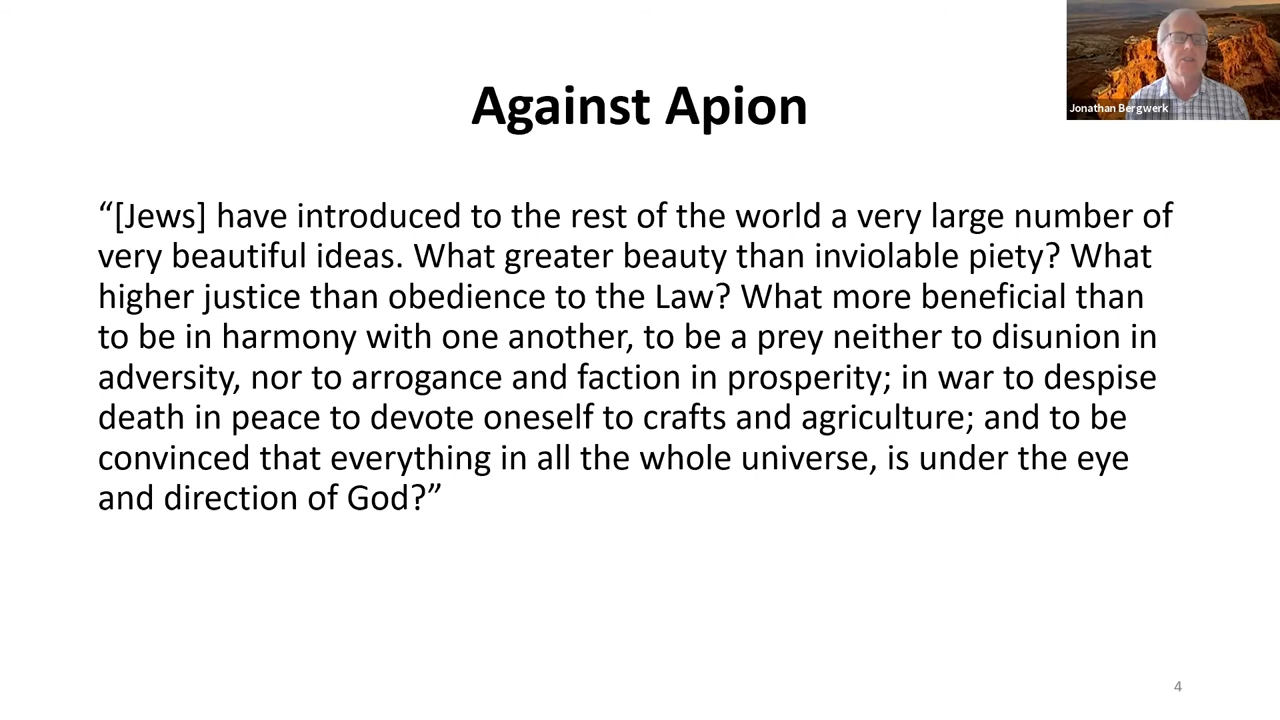 Jonathan Bergwerk
Against Apion
“[Jews] have introduced to the rest of the world a very large number of
very beautiful ideas. What greater beauty than inviolable piety? What
higher justice than obedience to the Law? What more beneficial than
to be in harmony with one another, to be a prey neither to disunion in
adversity, nor to arrogance and faction in prosperity; in war to despise
death in peace to devote oneself to crafts and agriculture; and to be
convinced that everything in all the whole universe, is under the eye
and direction of God?”
4